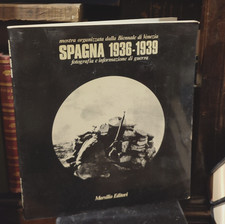 mostra organizzata dalla Biennale di Venezia
SPAGNA 1936-1939
fotografia e informazione di guerra
Marsilio Editori